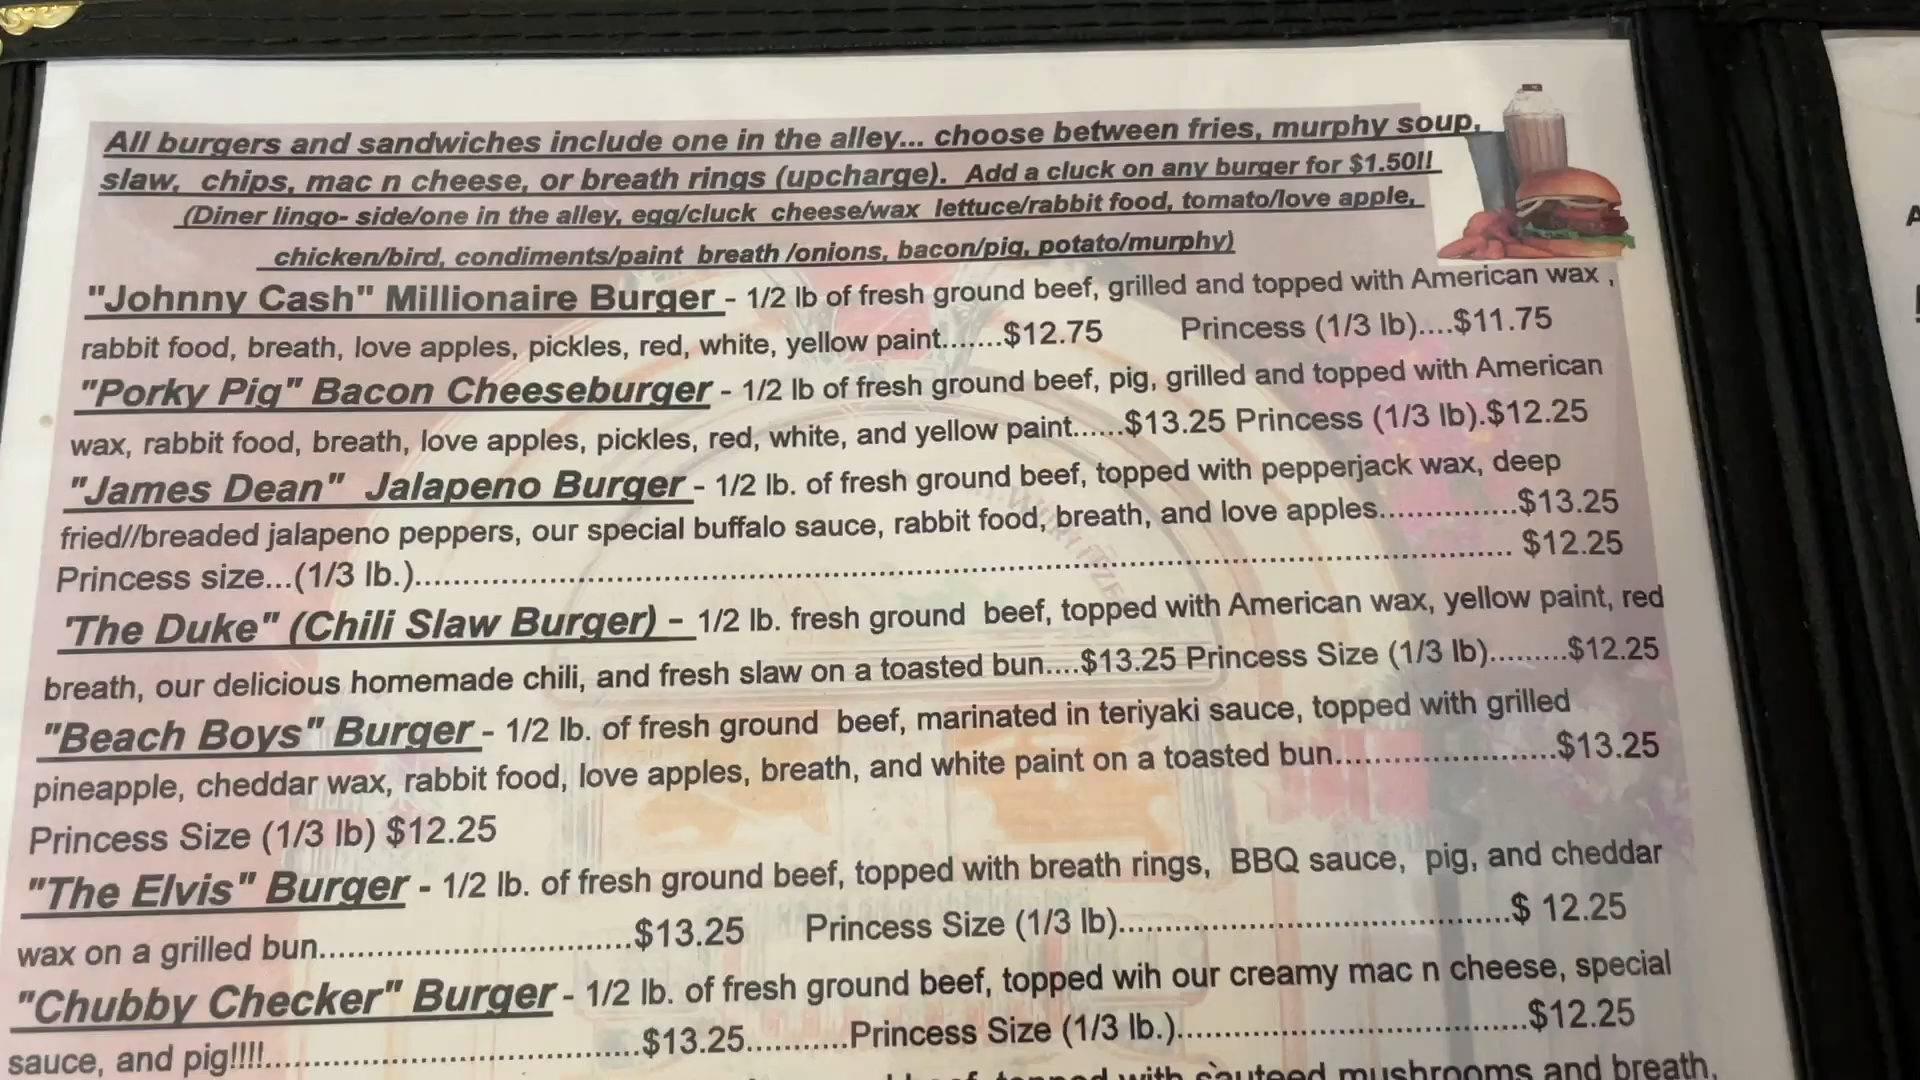 All burgers and sandwiches include one in the alley... choose between fries, murphy soup,
slaw, chips, mac n cheese, or breath rings (upcharge). Add a cluck on any burger for $1.50!!
(Diner lingo- side/one in the alley, egg/cluck cheese/wax lettuce/rabbit food, tomato/love apple,
chicken/bird, condiments/paint breath /onions, bacon/pig, potato/murphy)
"Johnny Cash" Millionaire Burger - 1/2 lb of fresh ground beef, grilled and topped with American wax ,
rabbit food, breath, love apples, pickles, red, white, yellow paint.......$12.75 Princess (1/3 lb)....$11.75
"Porky Pig" Bacon Cheeseburger - 1/2 lb of fresh ground beef, pig, grilled and topped with American
wax, rabbit food, breath, love apples, pickles, red, white, and yellow paint......$13.25 Princess (1/3 lb).$12.25
"James Dean" Jalapeno Burger - 1/2 lb. of fresh ground beef, topped with pepperjack wax, deep
fried//breaded jalapeno peppers, our special buffalo sauce, rabbit food, breath, and love apples...............$13.25
Princess size...(1/3 lb.)................................................................................................ $12.25
'The Duke" (Chili Slaw Burger) - 1/2 lb. fresh ground beef, topped with American wax, yellow paint, red
breath, our delicious homemade chili, and fresh slaw on a toasted bun....$13.25 Princess Size (1/3 lb).........$12.25
"Beach Boys" Burger - 1/2 lb. of fresh ground beef, marinated in teriyaki sauce, topped with grilled
pineapple, cheddar wax, rabbit food, love apples, breath, and white paint on a toasted bun........................$13.25
Princess Size (1/3 lb) $12.25
"The Elvis" Burger - 1/2 lb. of fresh ground beef, topped with breath rings, BBQ sauce, pig, and cheddar
wax on a grilled bun..................................$13.25 Princess Size (1/3 lb)...........................................$ 12.25
"Chubby Checker" Burger - 1/2 lb. of fresh ground beef, topped wih our creamy mac n cheese, special
sauce, and pig!!!!.........................................$13.25...........Princess Size (1/3 lb.)......................................$12.25
topped with sauteed mushrooms and breath,